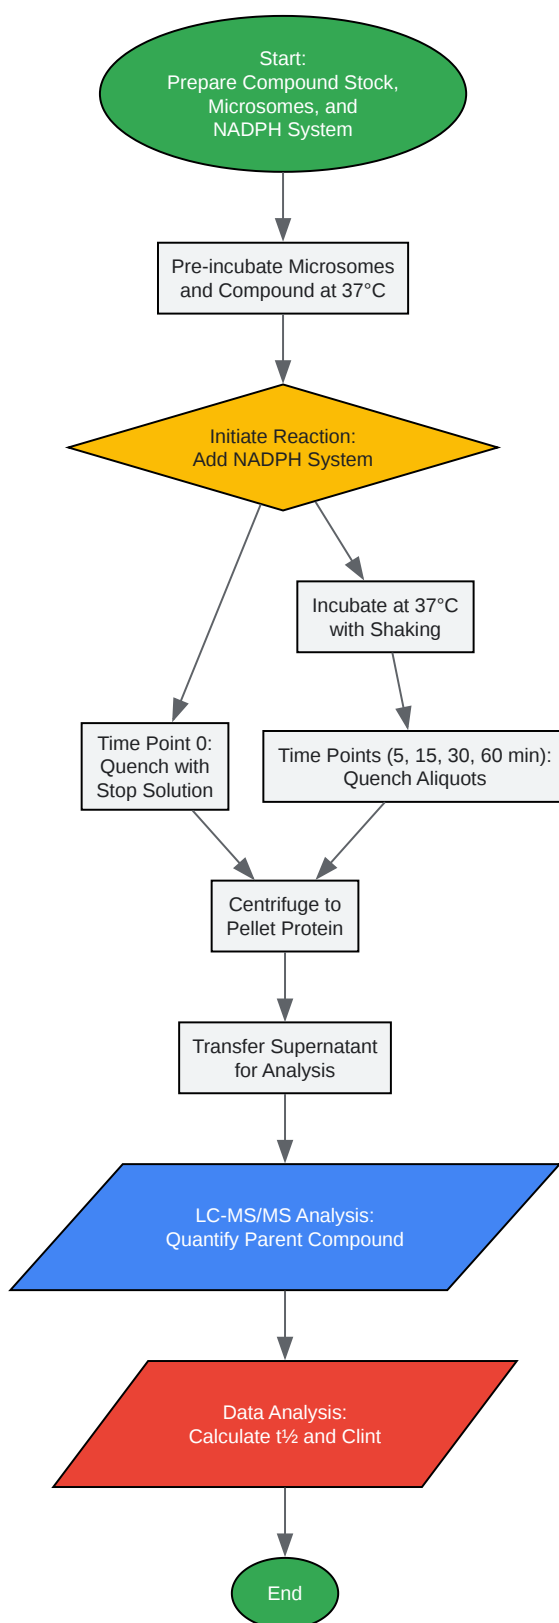 Start:
Prepare Compound Stock,
Microsomes, and
NADPH System
Pre-incubate Microsomes
and Compound at 37°C
Initiate Reaction:
Add NADPH System
Incubate at 37°C
with Shaking
Time Point 0:
Quench with
Stop Solution
Time Points (5, 15, 30, 60 min):
Quench Aliquots
Centrifuge to
Pellet Protein
Transfer Supernatant
for Analysis
LC-MS/MS Analysis:
Quantify Parent Compound
Data Analysis:
Calculate t½ and Clint
End